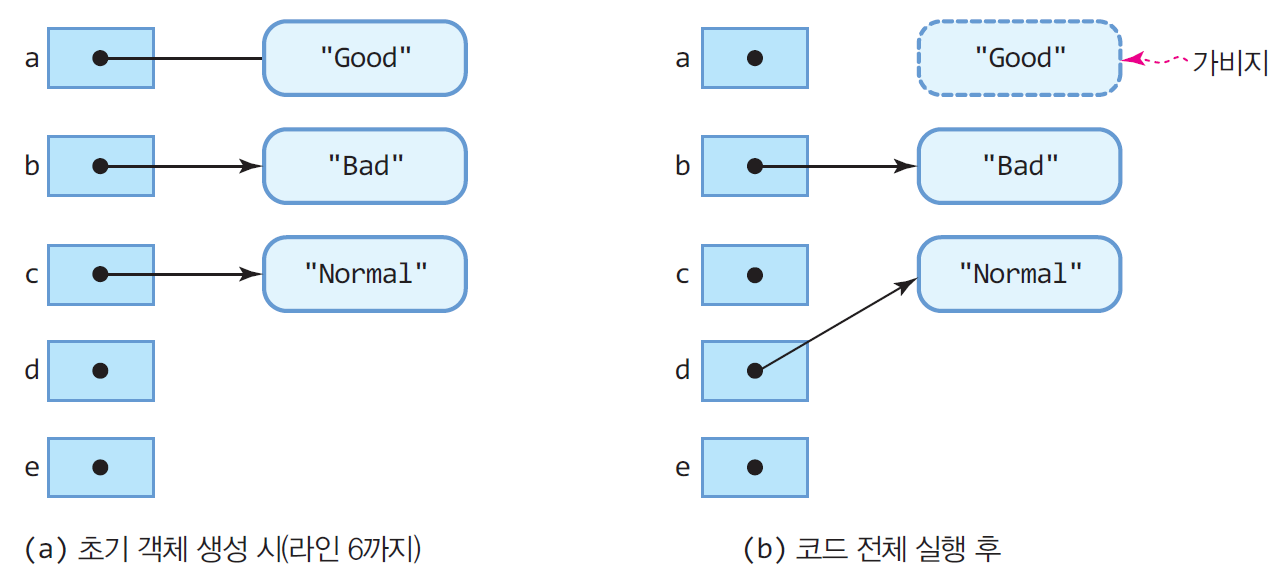 a "Good"
b "Bad"
c "Normal"
d
e
(a) 초기 객체 생성 시(라인 6까지)
a "Good" 가비지
b "Bad"
c "Normal"
d
e
(b) 코드 전체 실행 후